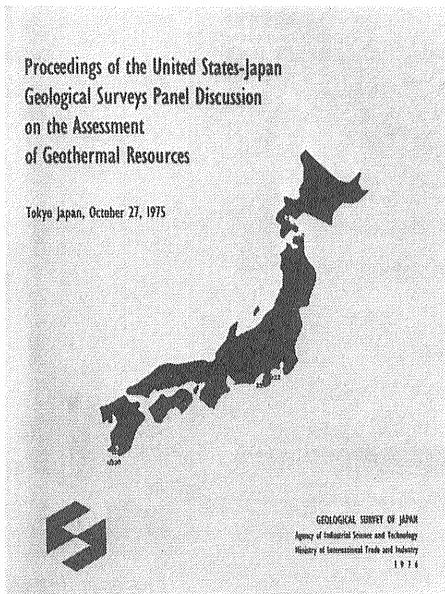 Proceedings of the United States-Japan
Geological Surveys Panel Discussion
on the Assessment
of Geothermal Resources
Tokyo Japan, October 27, 1975
GEOLOGICAL SURVEY OF JAPAN
Agency of Industrial Science and Technology
Ministry of International Trade and Industry
1976